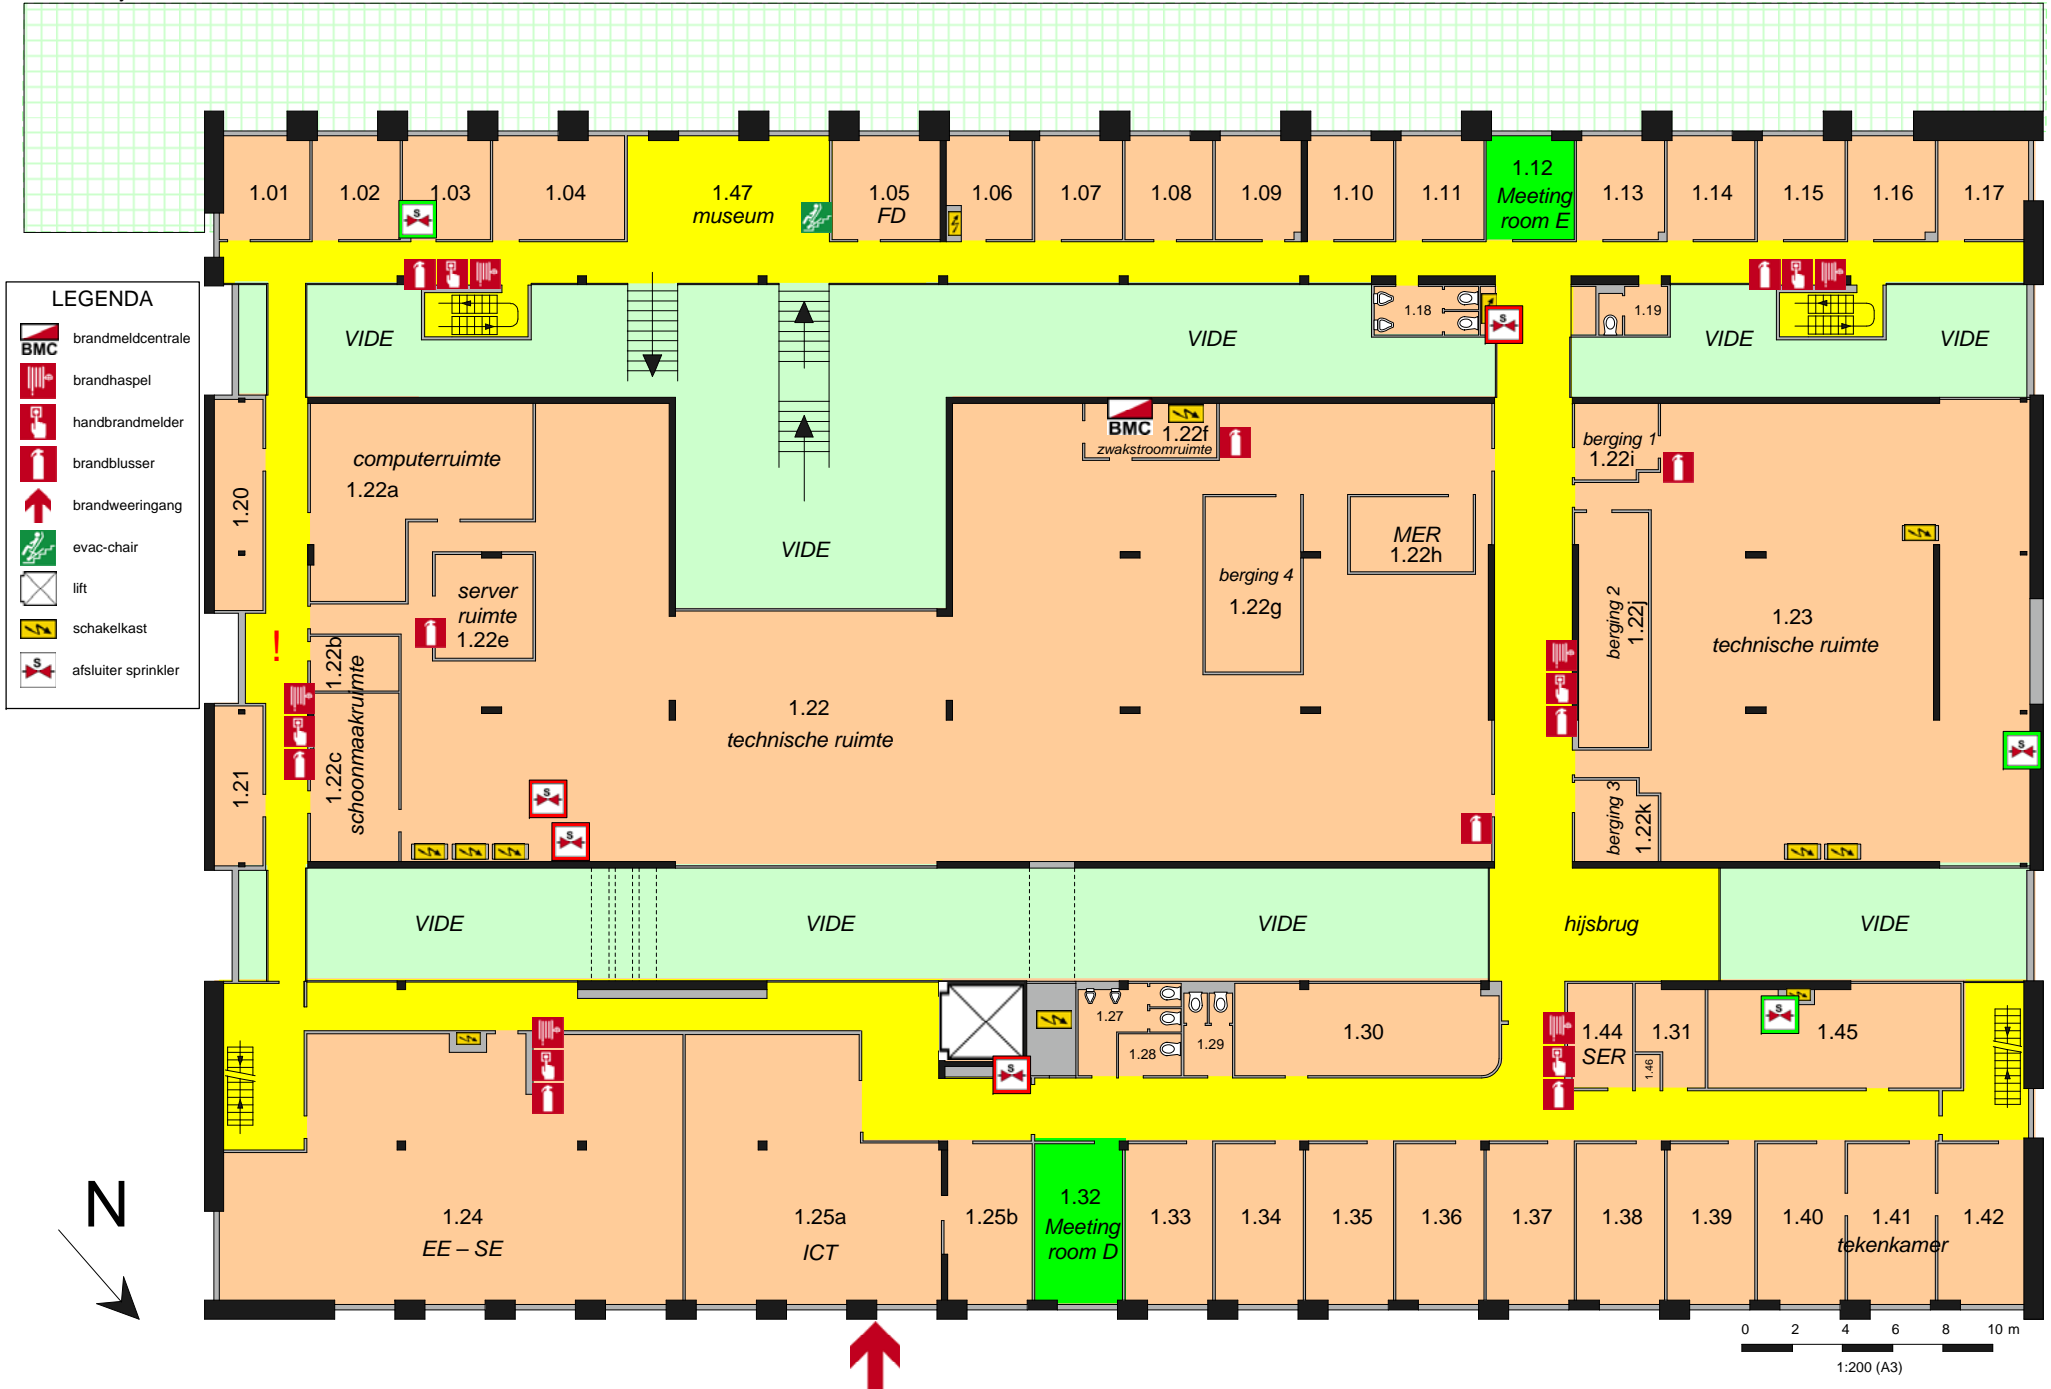 1.01
1.02
1.03
1.04
1.47
museum
1.05
FD
1.06
1.07
1.08
1.09
1.10
1.11
1.12
Meeting
room E
1.13
1.14
1.15
1.16
1.17
LEGENDA
BMC brandmeldcentrale
brandhaspel
handbrandmelder
brandblusser
brandweeringang
evac-chair
lift
schakelkast
S afsluiter sprinkler
VIDE
VIDE
1.18
1.19
VIDE
VIDE
S
S
1.20
computerruimte
1.22a
BMC
1.22f
zwakstroomruimte
berging 1
1.22i
VIDE
server
ruimte
1.22e
MER
1.22h
berging 4
1.22g
berging 2
1.22j
1.23
technische ruimte
!
1.22b
1.22c
schoonmaakruimte
1.21
1.22
technische ruimte
S
S
S
berging 3
1.22k
VIDE
VIDE
VIDE
hijsbrug
VIDE
1.27
1.28
1.29
1.30
1.44
SER
1.31
1.46
1.45
S
S
1.24
EE – SE
1.25a
ICT
1.25b
1.32
Meeting
room D
1.33
1.34
1.35
1.36
1.37
1.38
1.39
1.40
1.41
tekenkamer
1.42
N
0 2 4 6 8 10 m
1:200 (A3)